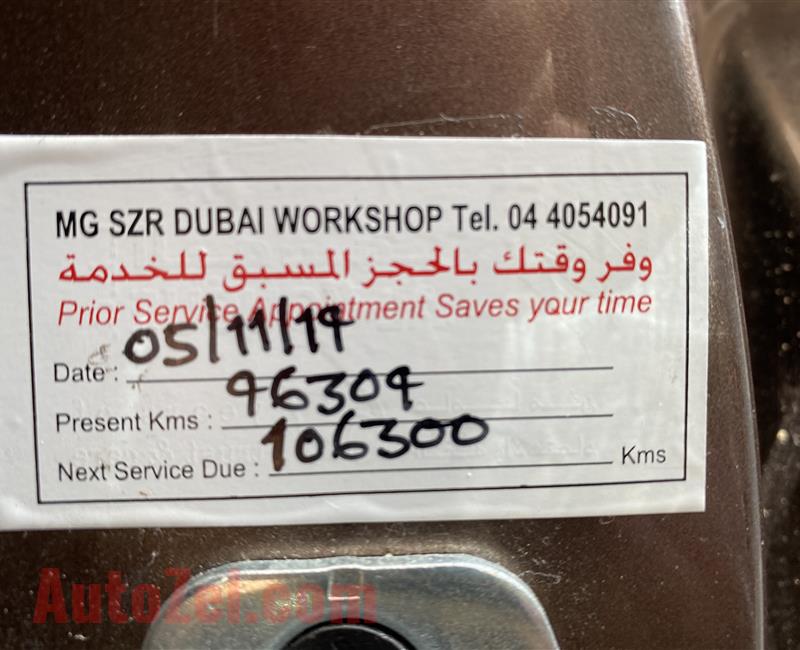 MG SZR DUBAI WORKSHOP Tel. 04 4054091
وفر وقتك بالحجز المسبق للخدمة
Prior Service Appointment Saves your time
Date : 05/11/19
Present Kms : 96309
Next Service Due : 106300 Kms
AutoZel.com